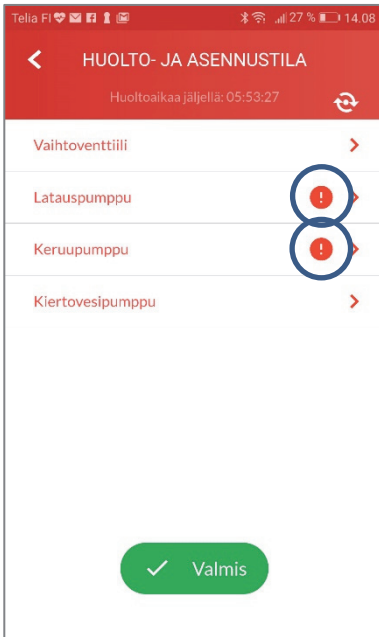 Telia FI 27 % 14.08
HUOLTO- JA ASENNUSTILA
Huoltoaikaa jäljellä: 05:53:27
Vaihtoventtiili
Latauspumppu
!
Keruupumppu
!
Kiertovesipumppu
Valmis